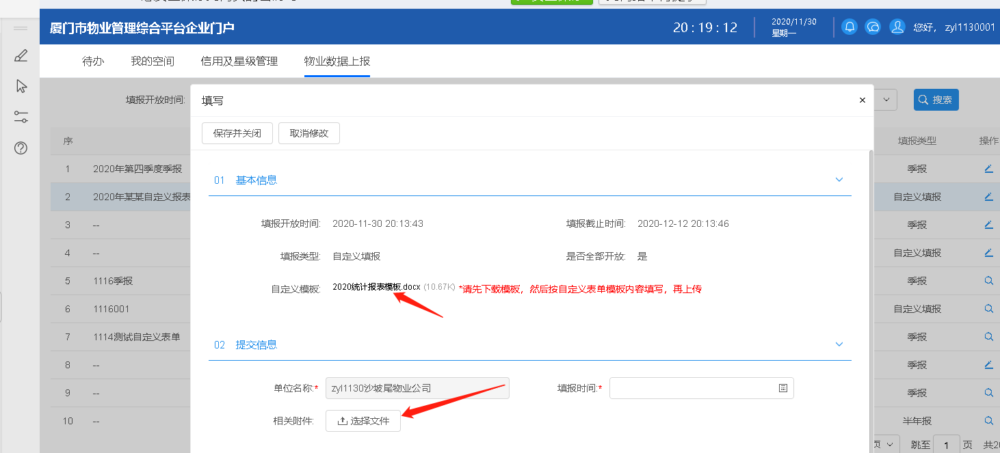 厦门市物业管理综合平台企业门户
20:19:12
2020/11/30
星期一
您好, zyl1130001
待办 我的空间 信用及星级管理 物业数据上报
填报开放时间:
搜索
填写
×
保存并关闭 取消修改
序 填报类型 操作
1 2020年第四季度季报 季报
2 2020年某某自定义报表 自定义填报
3 -- 季报
4 -- 自定义填报
5 1116季报 季报
6 1116001 自定义填报
7 1114测试自定义表单 季报
8 -- 季报
9 -- 季报
10 -- 半年报
01 基本信息
填报开放时间: 2020-11-30 20:13:43 填报截止时间: 2020-12-12 20:13:46
填报类型: 自定义填报 是否全部开放: 是
自定义模板: 2020统计报表模板.docx (10.67K) *请先下载模板，然后按自定义表单模板内容填写，再上传
02 提交信息
单位名称:* zyl1130沙坡尾物业公司 填报时间:*
相关附件: 选择文件
页 跳至 1 页 共20